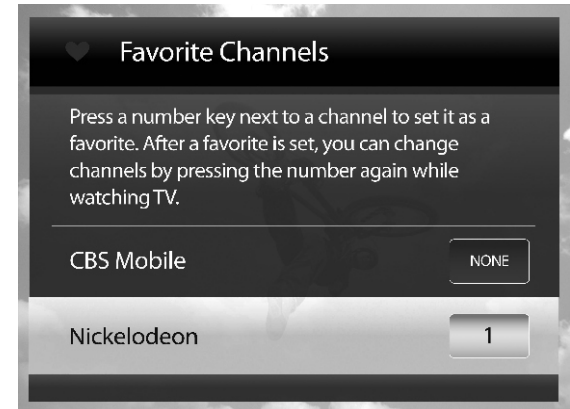 Favorite Channels
Press a number key next to a channel to set it as a
favorite. After a favorite is set, you can change
channels by pressing the number again while
watching TV.
CBS Mobile NONE
Nickelodeon 1